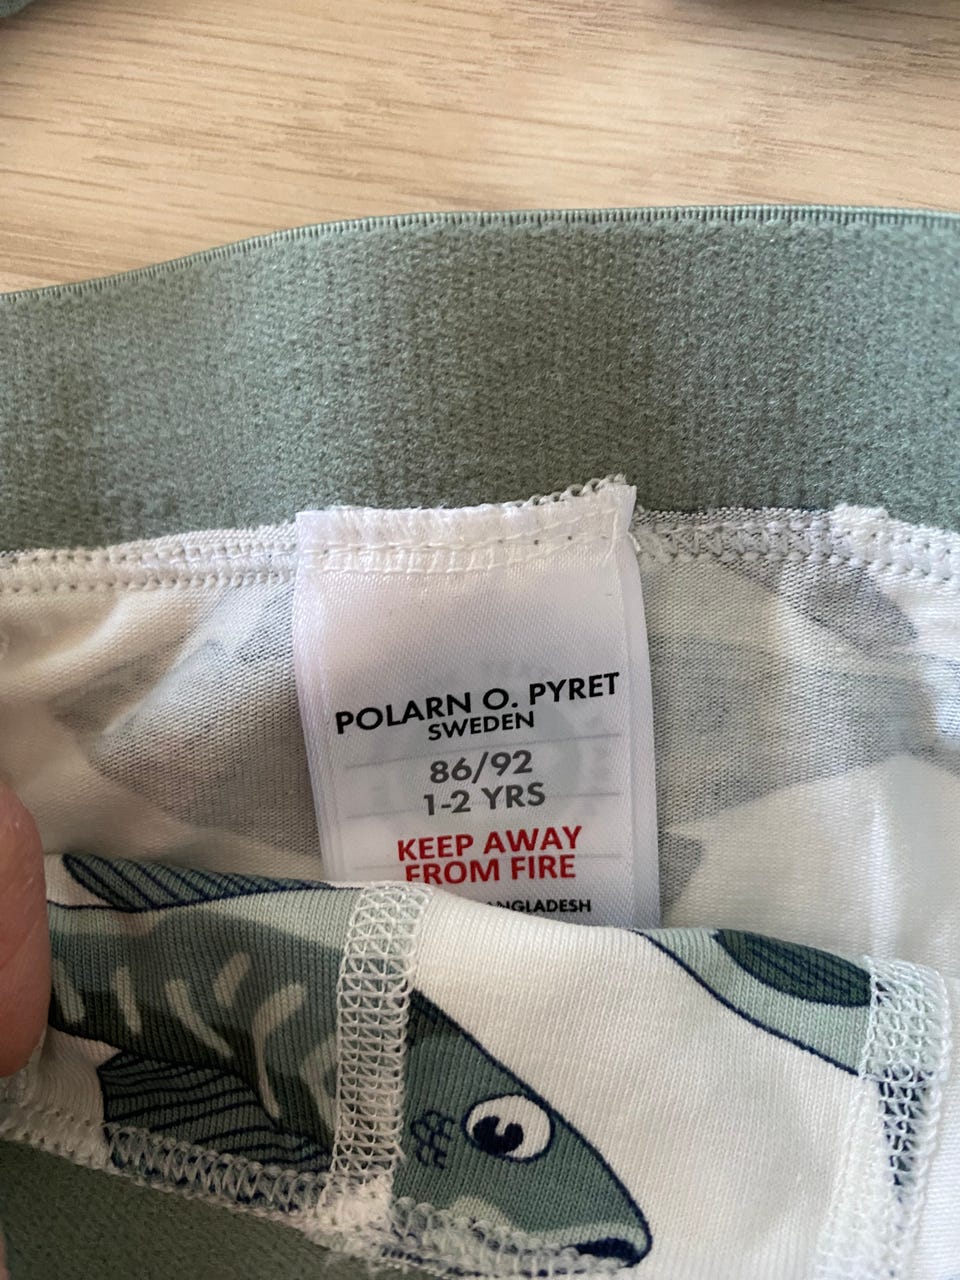 POLARN O. PYRET
SWEDEN
86/92
1-2 YRS
KEEP AWAY
FROM FIRE